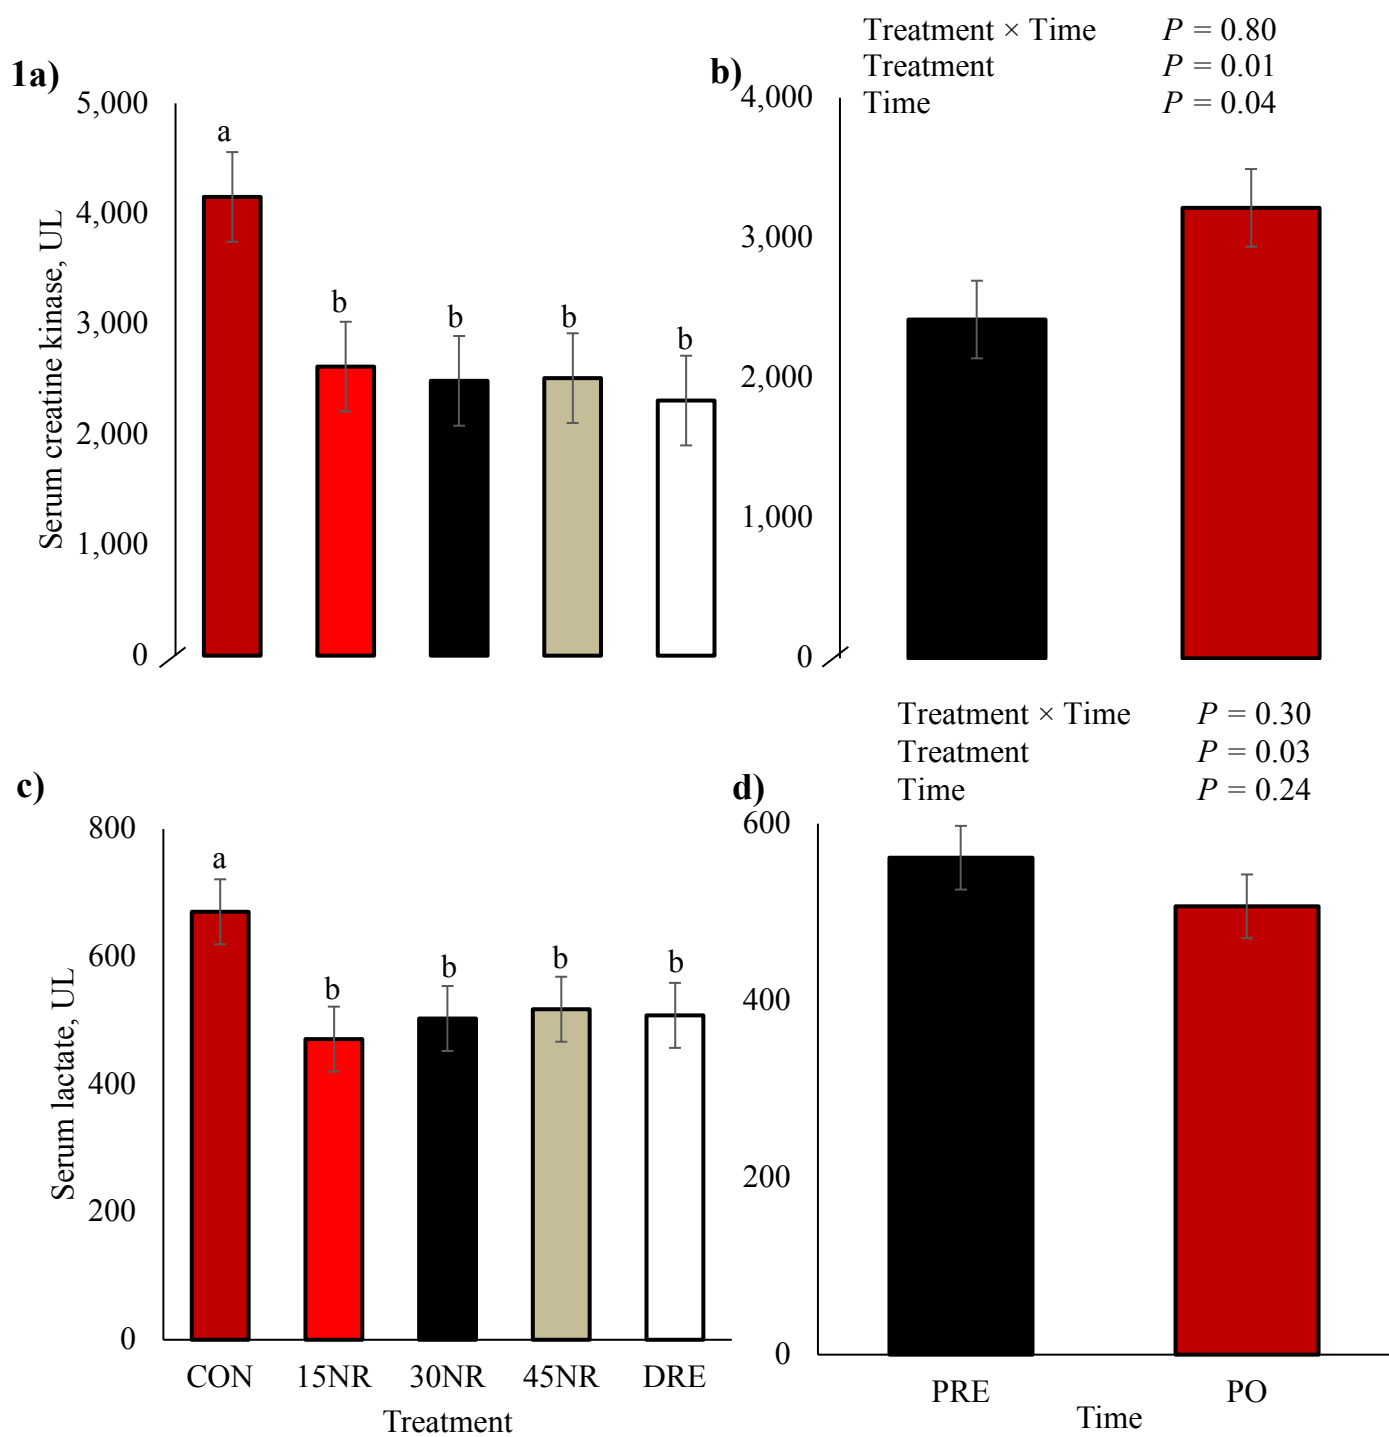 Treatment × Time P = 0.80
Treatment P = 0.01
Time P = 0.04
1a)
5,000
4,000
3,000
2,000
1,000
0
Serum creatine kinase, UL
a
b
b
b
b
b)
4,000
3,000
2,000
1,000
0
Treatment × Time P = 0.30
Treatment P = 0.03
Time P = 0.24
c)
800
600
400
200
0
Serum lactate, UL
a
b
b
b
b
CON 15NR 30NR 45NR DRE
Treatment
d)
600
400
200
0
PRE PO
Time